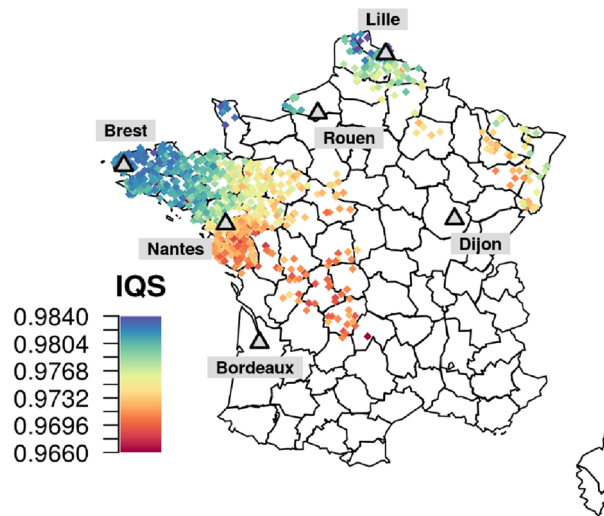 Lille
Rouen
Brest
Nantes
Dijon
Bordeaux
IQS
0.9840
0.9804
0.9768
0.9732
0.9696
0.9660